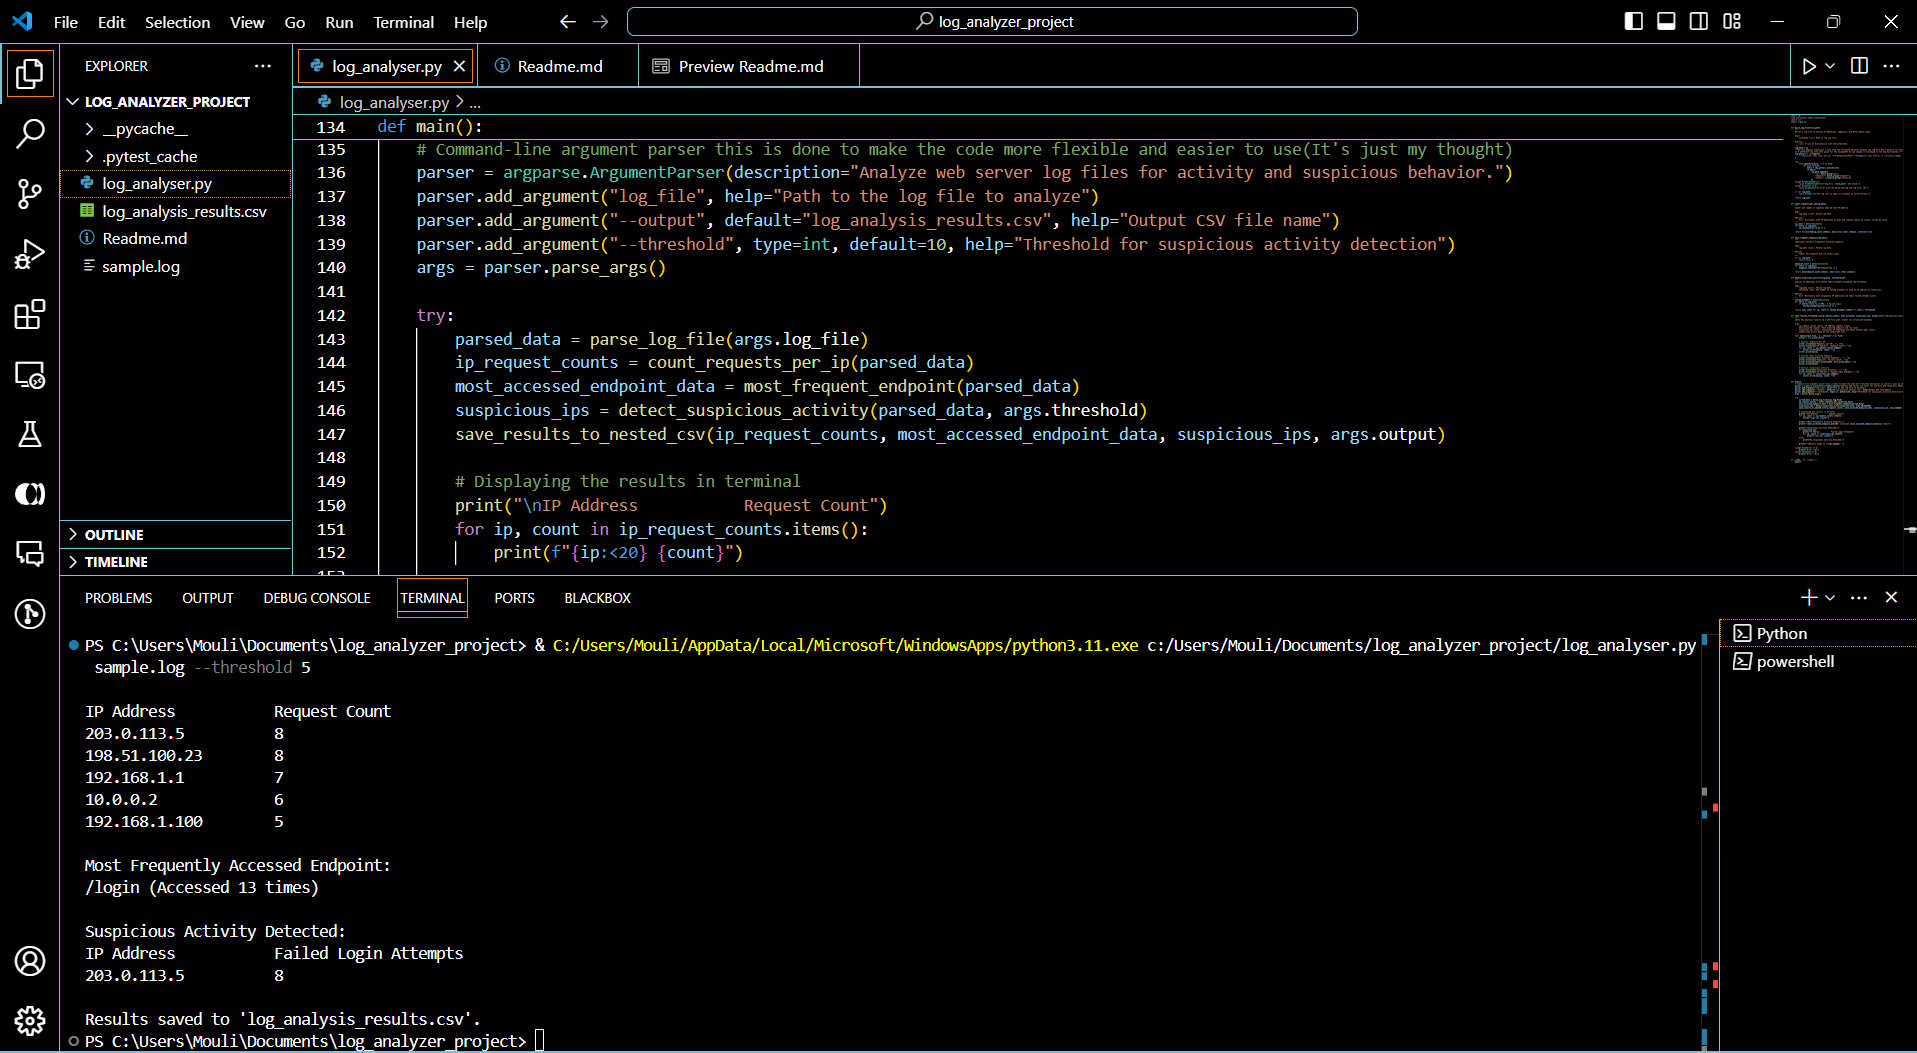 File Edit Selection View Go Run Terminal Help
log_analyzer_project
EXPLORER
LOG_ANALYZER_PROJECT
__pycache__
.pytest_cache
log_analyser.py
log_analysis_results.csv
Readme.md
sample.log
OUTLINE
TIMELINE
log_analyser.py
Readme.md
Preview Readme.md
log_analyser.py > ...
134 def main():
135 # Command-line argument parser this is done to make the code more flexible and easier to use(It's just my thought)
136 parser = argparse.ArgumentParser(description="Analyze web server log files for activity and suspicious behavior.")
137 parser.add_argument("log_file", help="Path to the log file to analyze")
138 parser.add_argument("--output", default="log_analysis_results.csv", help="Output CSV file name")
139 parser.add_argument("--threshold", type=int, default=10, help="Threshold for suspicious activity detection")
140 args = parser.parse_args()
141
142 try:
143 parsed_data = parse_log_file(args.log_file)
144 ip_request_counts = count_requests_per_ip(parsed_data)
145 most_accessed_endpoint_data = most_frequent_endpoint(parsed_data)
146 suspicious_ips = detect_suspicious_activity(parsed_data, args.threshold)
147 save_results_to_nested_csv(ip_request_counts, most_accessed_endpoint_data, suspicious_ips, args.output)
148
149 # Displaying the results in terminal
150 print("\nIP Address           Request Count")
151 for ip, count in ip_request_counts.items():
152 print(f"{ip:<20} {count}")
PROBLEMS OUTPUT DEBUG CONSOLE TERMINAL PORTS BLACKBOX
PS C:\Users\Mouli\Documents\log_analyzer_project> & C:/Users/Mouli/AppData/Local/Microsoft/WindowsApps/python3.11.exe c:/Users/Mouli/Documents/log_analyzer_project/log_analyser.py
sample.log --threshold 5
IP Address           Request Count
203.0.113.5          8
198.51.100.23        8
192.168.1.1          7
10.0.0.2             6
192.168.1.100        5
Most Frequently Accessed Endpoint:
/login (Accessed 13 times)
Suspicious Activity Detected:
IP Address           Failed Login Attempts
203.0.113.5          8
Results saved to 'log_analysis_results.csv'.
PS C:\Users\Mouli\Documents\log_analyzer_project>
Python
powershell